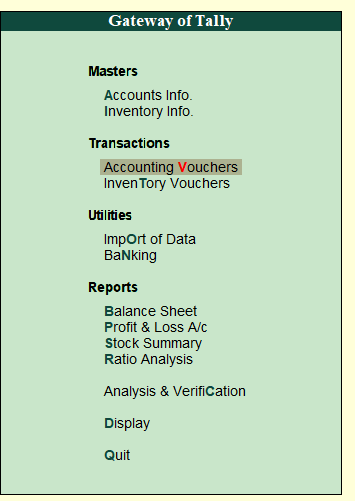 Gateway of Tally
Masters
Accounts Info.
Inventory Info.
Transactions
Accounting Vouchers
InvenTory Vouchers
Utilities
ImpOrt of Data
BaNking
Reports
Balance Sheet
Profit & Loss A/c
Stock Summary
Ratio Analysis
Analysis & VerifiCation
Display
Quit